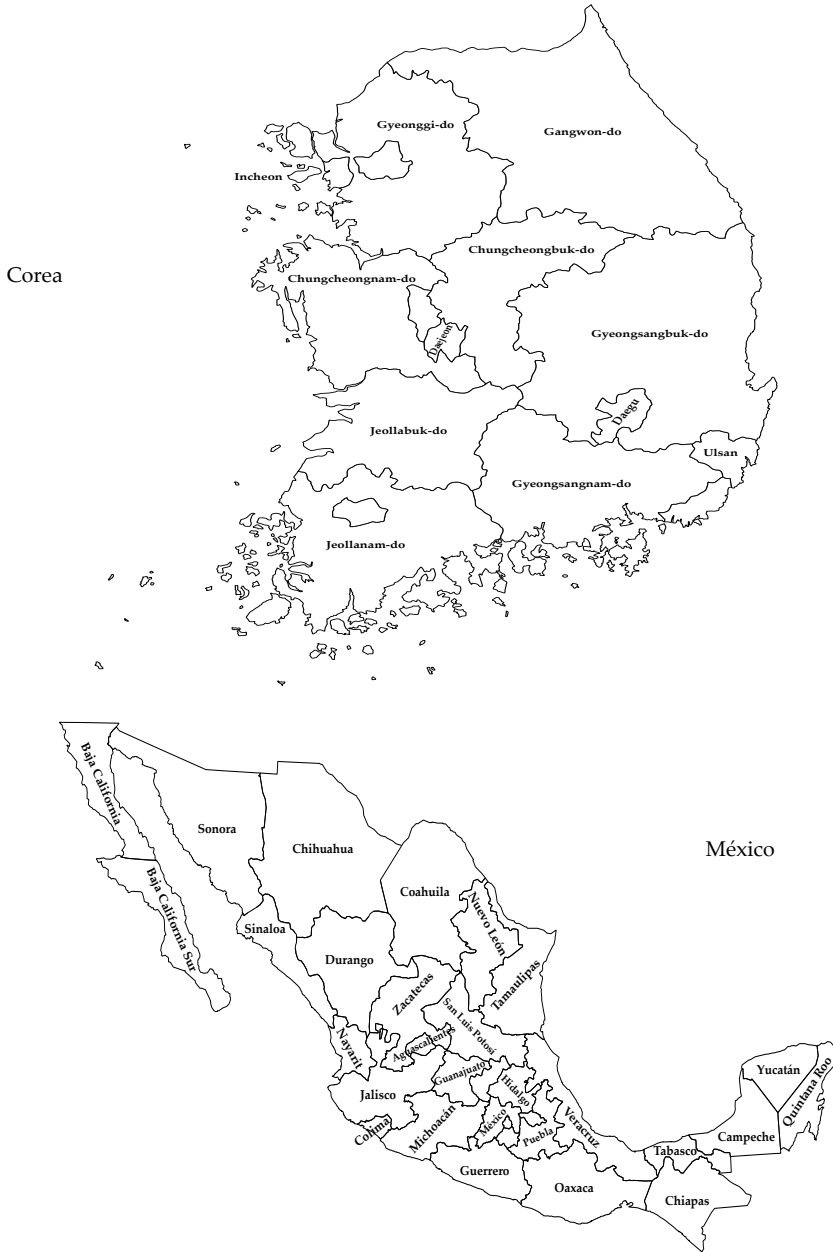 Gyeonggi-do
Gangwon-do
Incheon
Chungcheongbuk-do
Corea
Chungcheongnam-do
Gyeongsangbuk-do
Daejeon
Daegu
Jeollabuk-do
Ulsan
Gyeongsangnam-do
Jeollanam-do
Baja California
Sonora
México
Chihuahua
Coahuila
Baja California Sur
Nuevo León
Sinaloa
Durango
Tamaulipas
Zacatecas
San Luis Potosí
Nayarit
Aguascalientes
Yucatán
Guanajuato
Quintana Roo
Jalisco
Hidalgo
Colima
Michoacán
México
Puebla
Veracruz
Campeche
Tabasco
Guerrero
Oaxaca
Chiapas